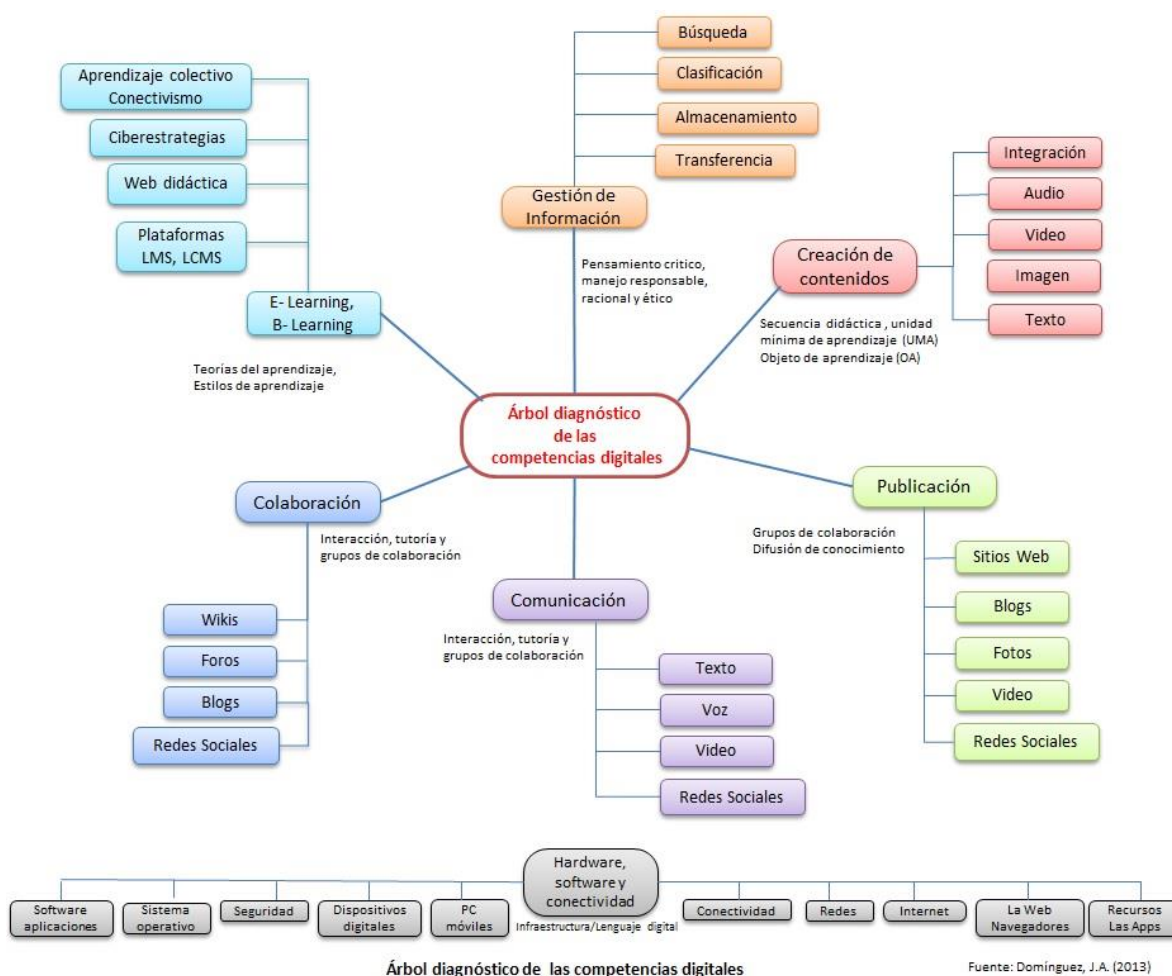 Búsqueda
Clasificación
Almacenamiento
Transferencia
Gestión de
Información
Pensamiento critico,
manejo responsable,
racional y ético
Aprendizaje colectivo
Conectivismo
Ciberestrategias
Web didáctica
Plataformas
LMS, LCMS
E- Learning,
B- Learning
Teorías del aprendizaje,
Estilos de aprendizaje
Integración
Audio
Video
Imagen
Texto
Creación de
contenidos
Secuencia didáctica , unidad
mínima de aprendizaje (UMA)
Objeto de aprendizaje (OA)
Árbol diagnóstico
de las
competencias digitales
Colaboración
Interacción, tutoría y
grupos de colaboración
Wikis
Foros
Blogs
Redes Sociales
Comunicación
Interacción, tutoría y
grupos de colaboración
Texto
Voz
Video
Redes Sociales
Publicación
Grupos de colaboración
Difusión de conocimiento
Sitios Web
Blogs
Fotos
Video
Redes Sociales
Hardware,
software y
conectividad
Infraestructura/Lenguaje digital
Software
aplicaciones
Sistema
operativo
Seguridad
Dispositivos
digitales
PC
móviles
Conectividad
Redes
Internet
La Web
Navegadores
Recursos
Las Apps
Árbol diagnóstico de las competencias digitales
Fuente: Domínguez, J.A. (2013)